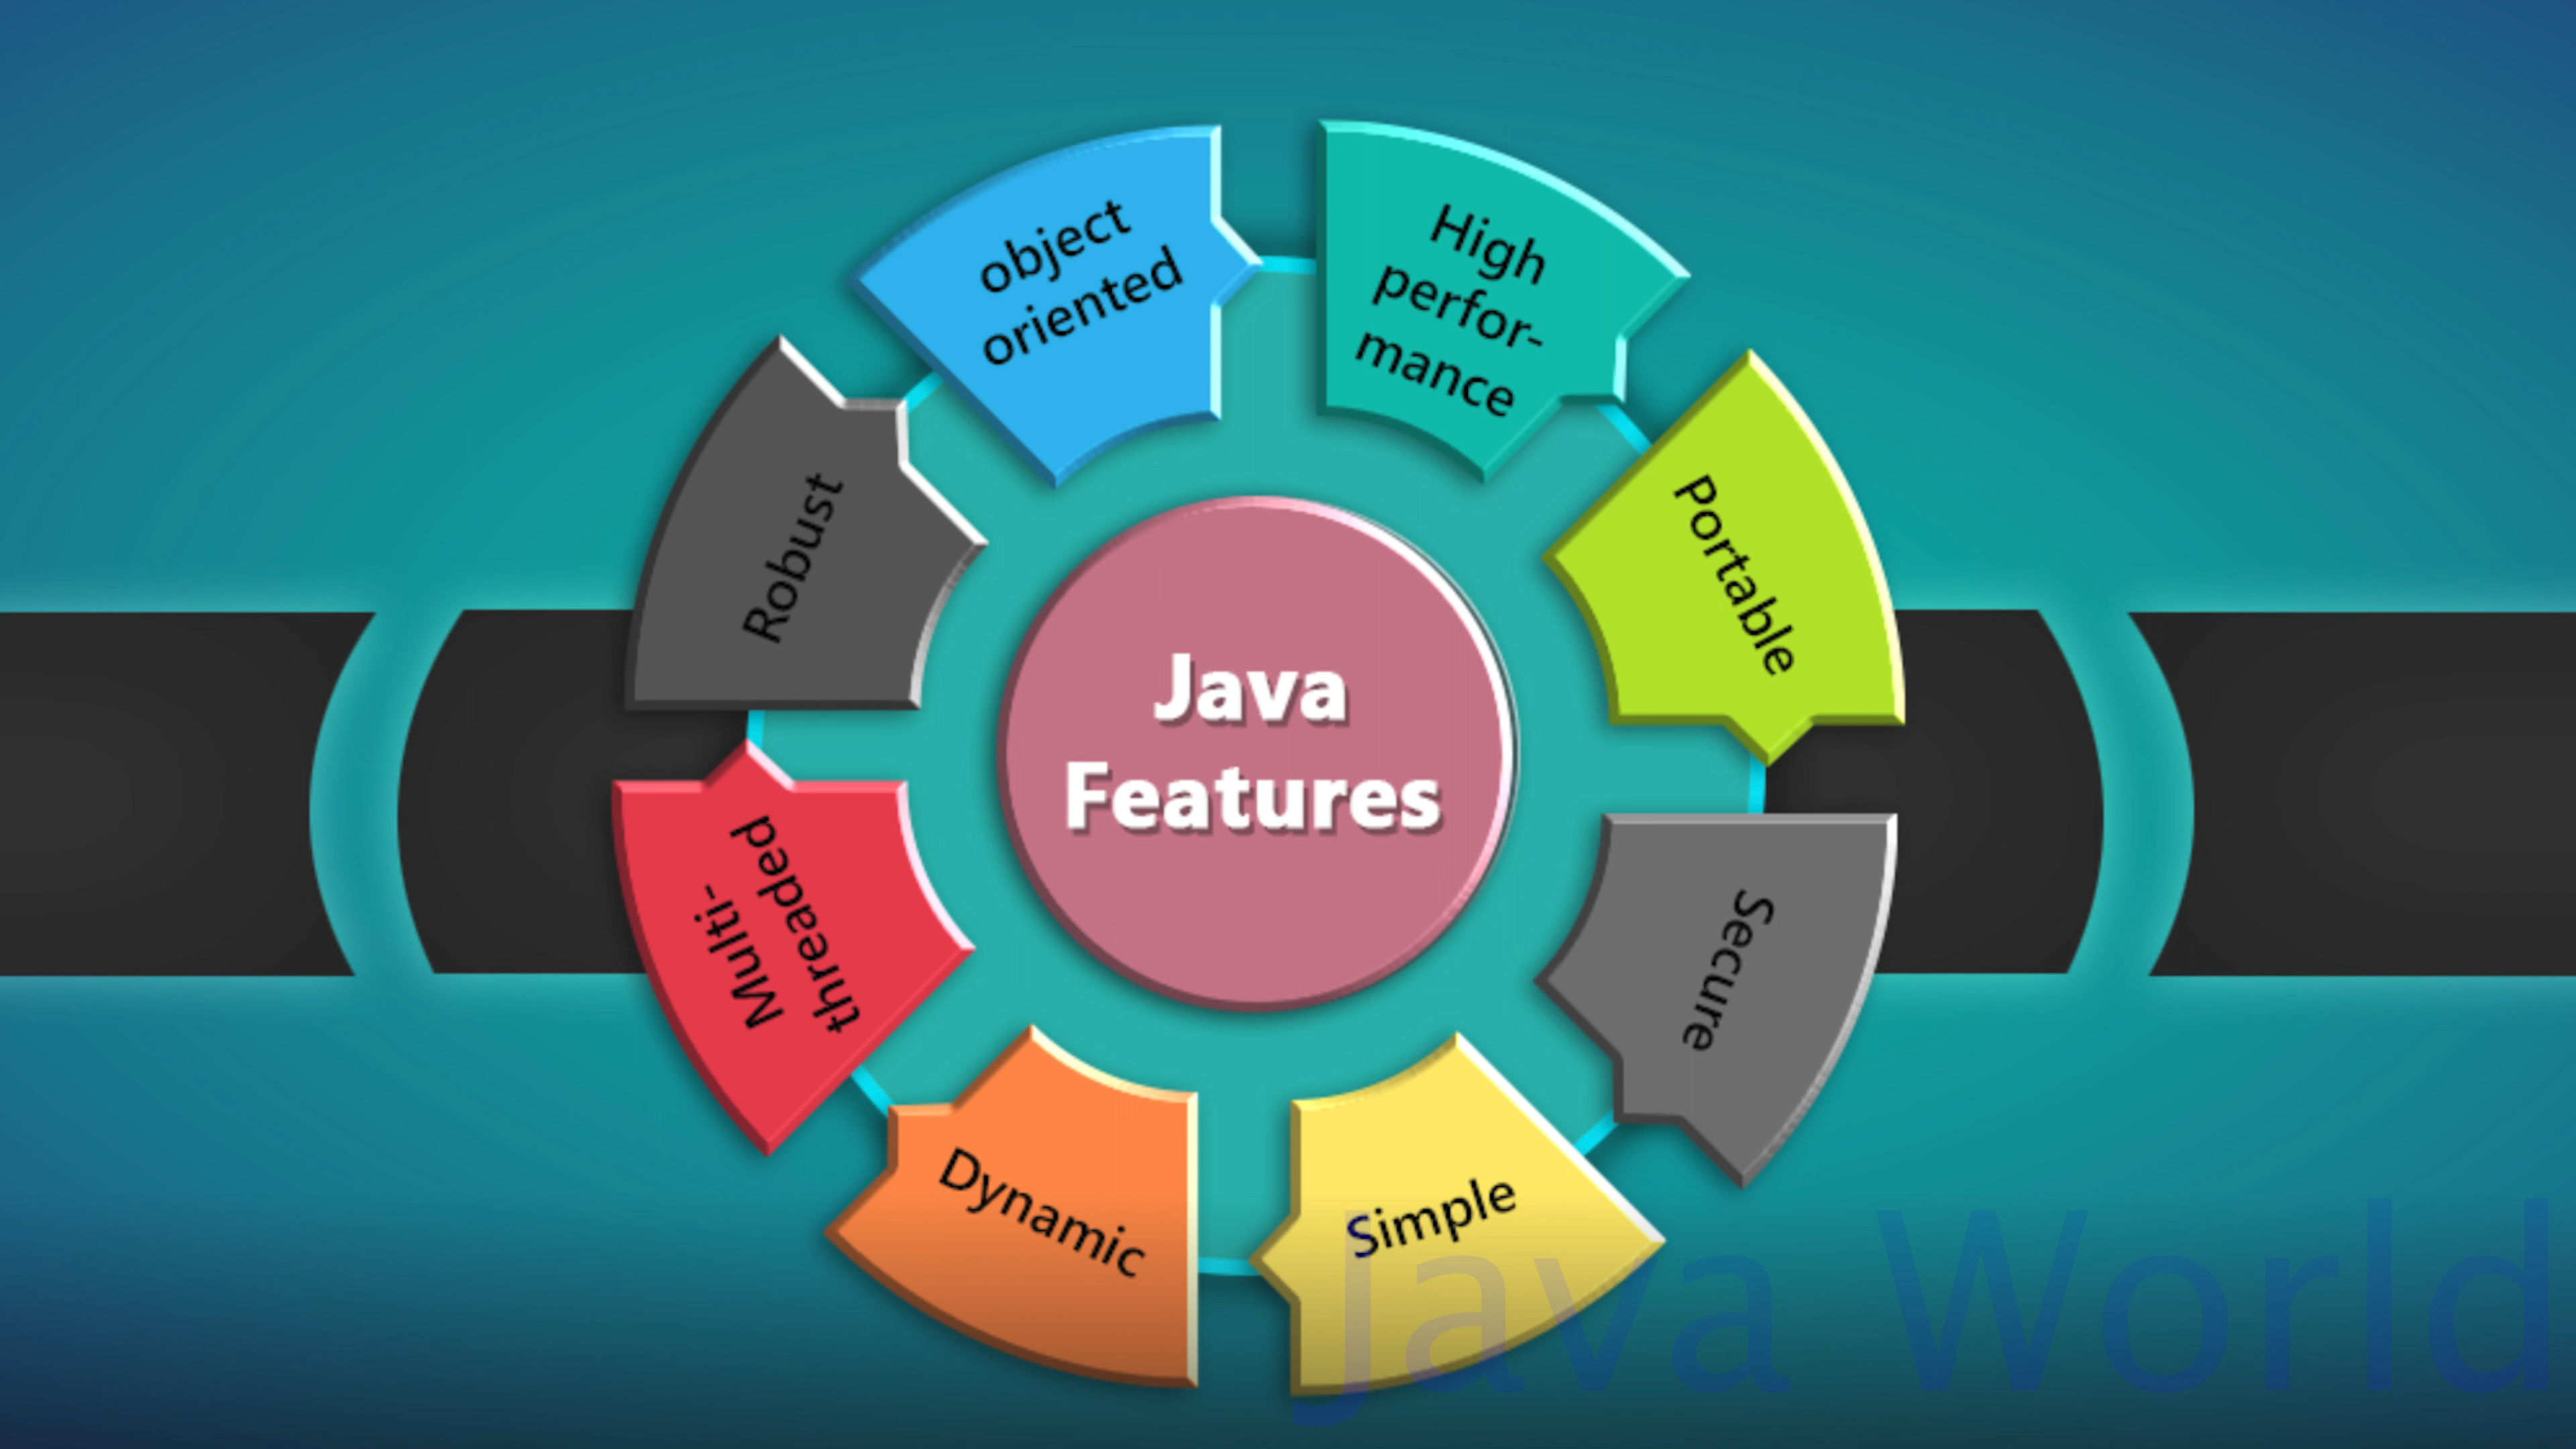 Java
Features
object
oriented
High
perfor-
mance
Portable
Secure
Simple
Dynamic
Multi-
threaded
Robust
Java World